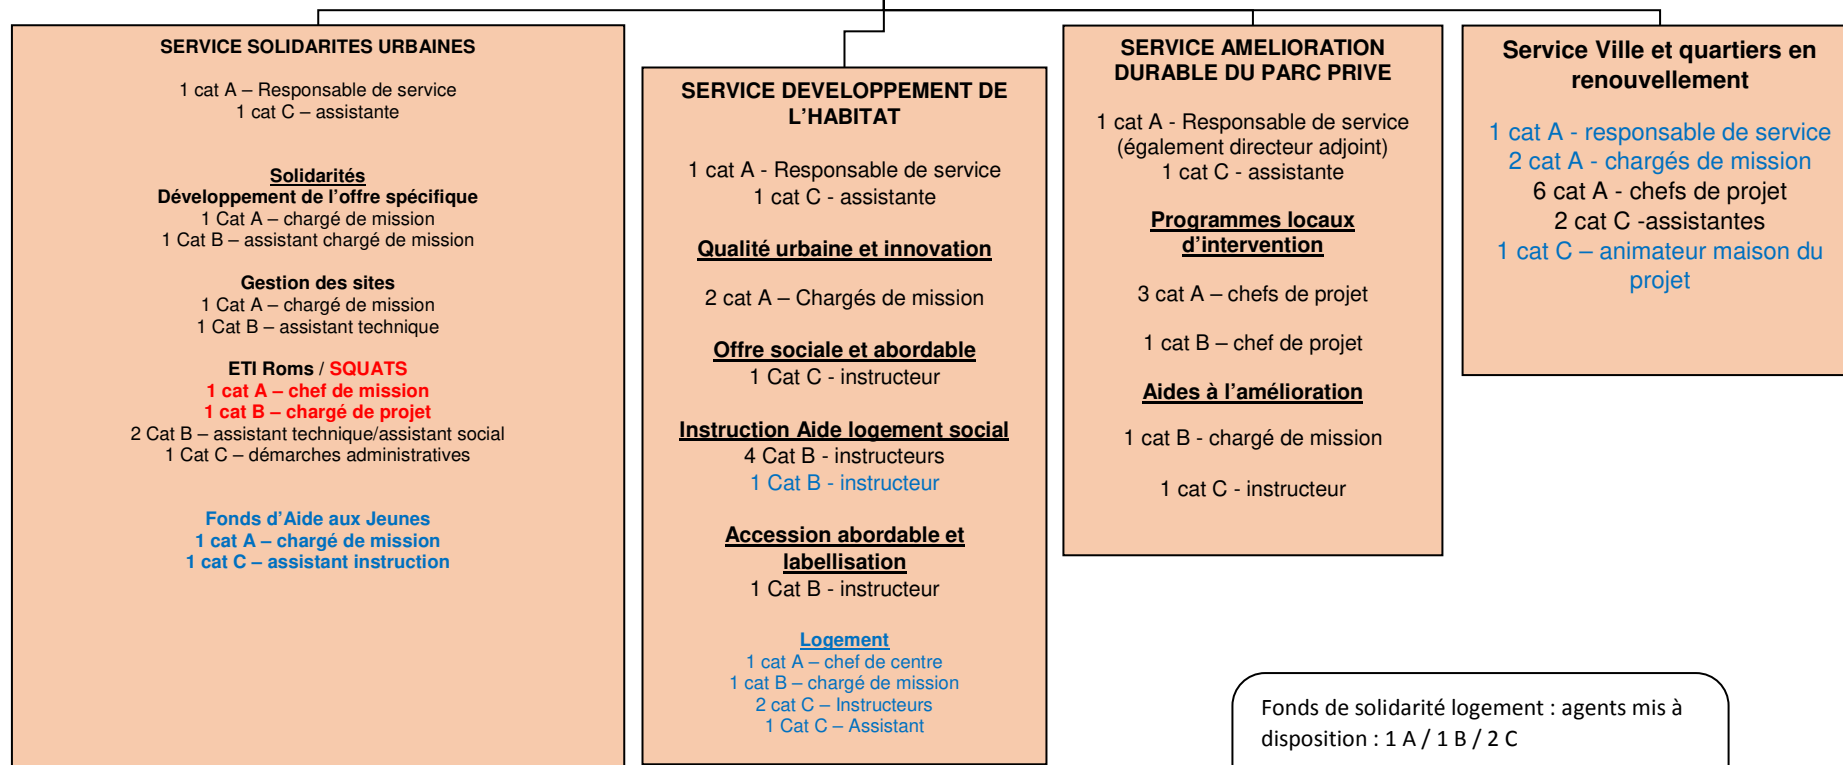 SERVICE SOLIDARITES URBAINES
1 cat A – Responsable de service
1 cat C – assistante
Solidarités
Développement de l'offre spécifique
1 Cat A – chargé de mission
1 Cat B – assistant chargé de mission
Gestion des sites
1 Cat A – chargé de mission
1 Cat B – assistant technique
ETI Roms / SQUATS
1 cat A – chef de mission
1 cat B – chargé de projet
2 Cat B – assistant technique/assistant social
1 Cat C – démarches administratives
Fonds d'Aide aux Jeunes
1 cat A – chargé de mission
1 cat C – assistant instruction
SERVICE DEVELOPPEMENT DE
L'HABITAT
1 cat A - Responsable de service
1 cat C - assistante
Qualité urbaine et innovation
2 cat A – Chargés de mission
Offre sociale et abordable
1 Cat C - instructeur
Instruction Aide logement social
4 Cat B - instructeurs
1 Cat B - instructeur
Accession abordable et
labellisation
1 Cat B - instructeur
Logement
1 cat A – chef de centre
1 cat B – chargé de mission
2 cat C – Instructeurs
1 Cat C – Assistant
SERVICE AMELIORATION
DURABLE DU PARC PRIVE
1 cat A - Responsable de service
(également directeur adjoint)
1 cat C - assistante
Programmes locaux
d'intervention
3 cat A – chefs de projet
1 cat B – chef de projet
Aides à l'amélioration
1 cat B - chargé de mission
1 cat C - instructeur
Service Ville et quartiers en
renouvellement
1 cat A - responsable de service
2 cat A - chargés de mission
6 cat A - chefs de projet
2 cat C -assistantes
1 cat C – animateur maison du
projet
Fonds de solidarité logement : agents mis à
disposition : 1 A / 1 B / 2 C